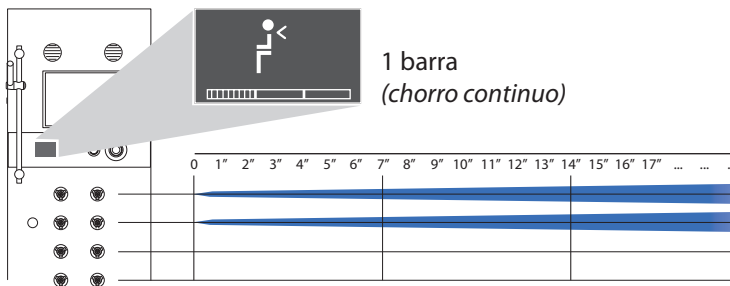 1 barra
(chorro continuo)
0 1” 2” 3” 4” 5” 6” 7” 8” 9” 10” 11” 12” 13” 14” 15” 16” 17” ... ...